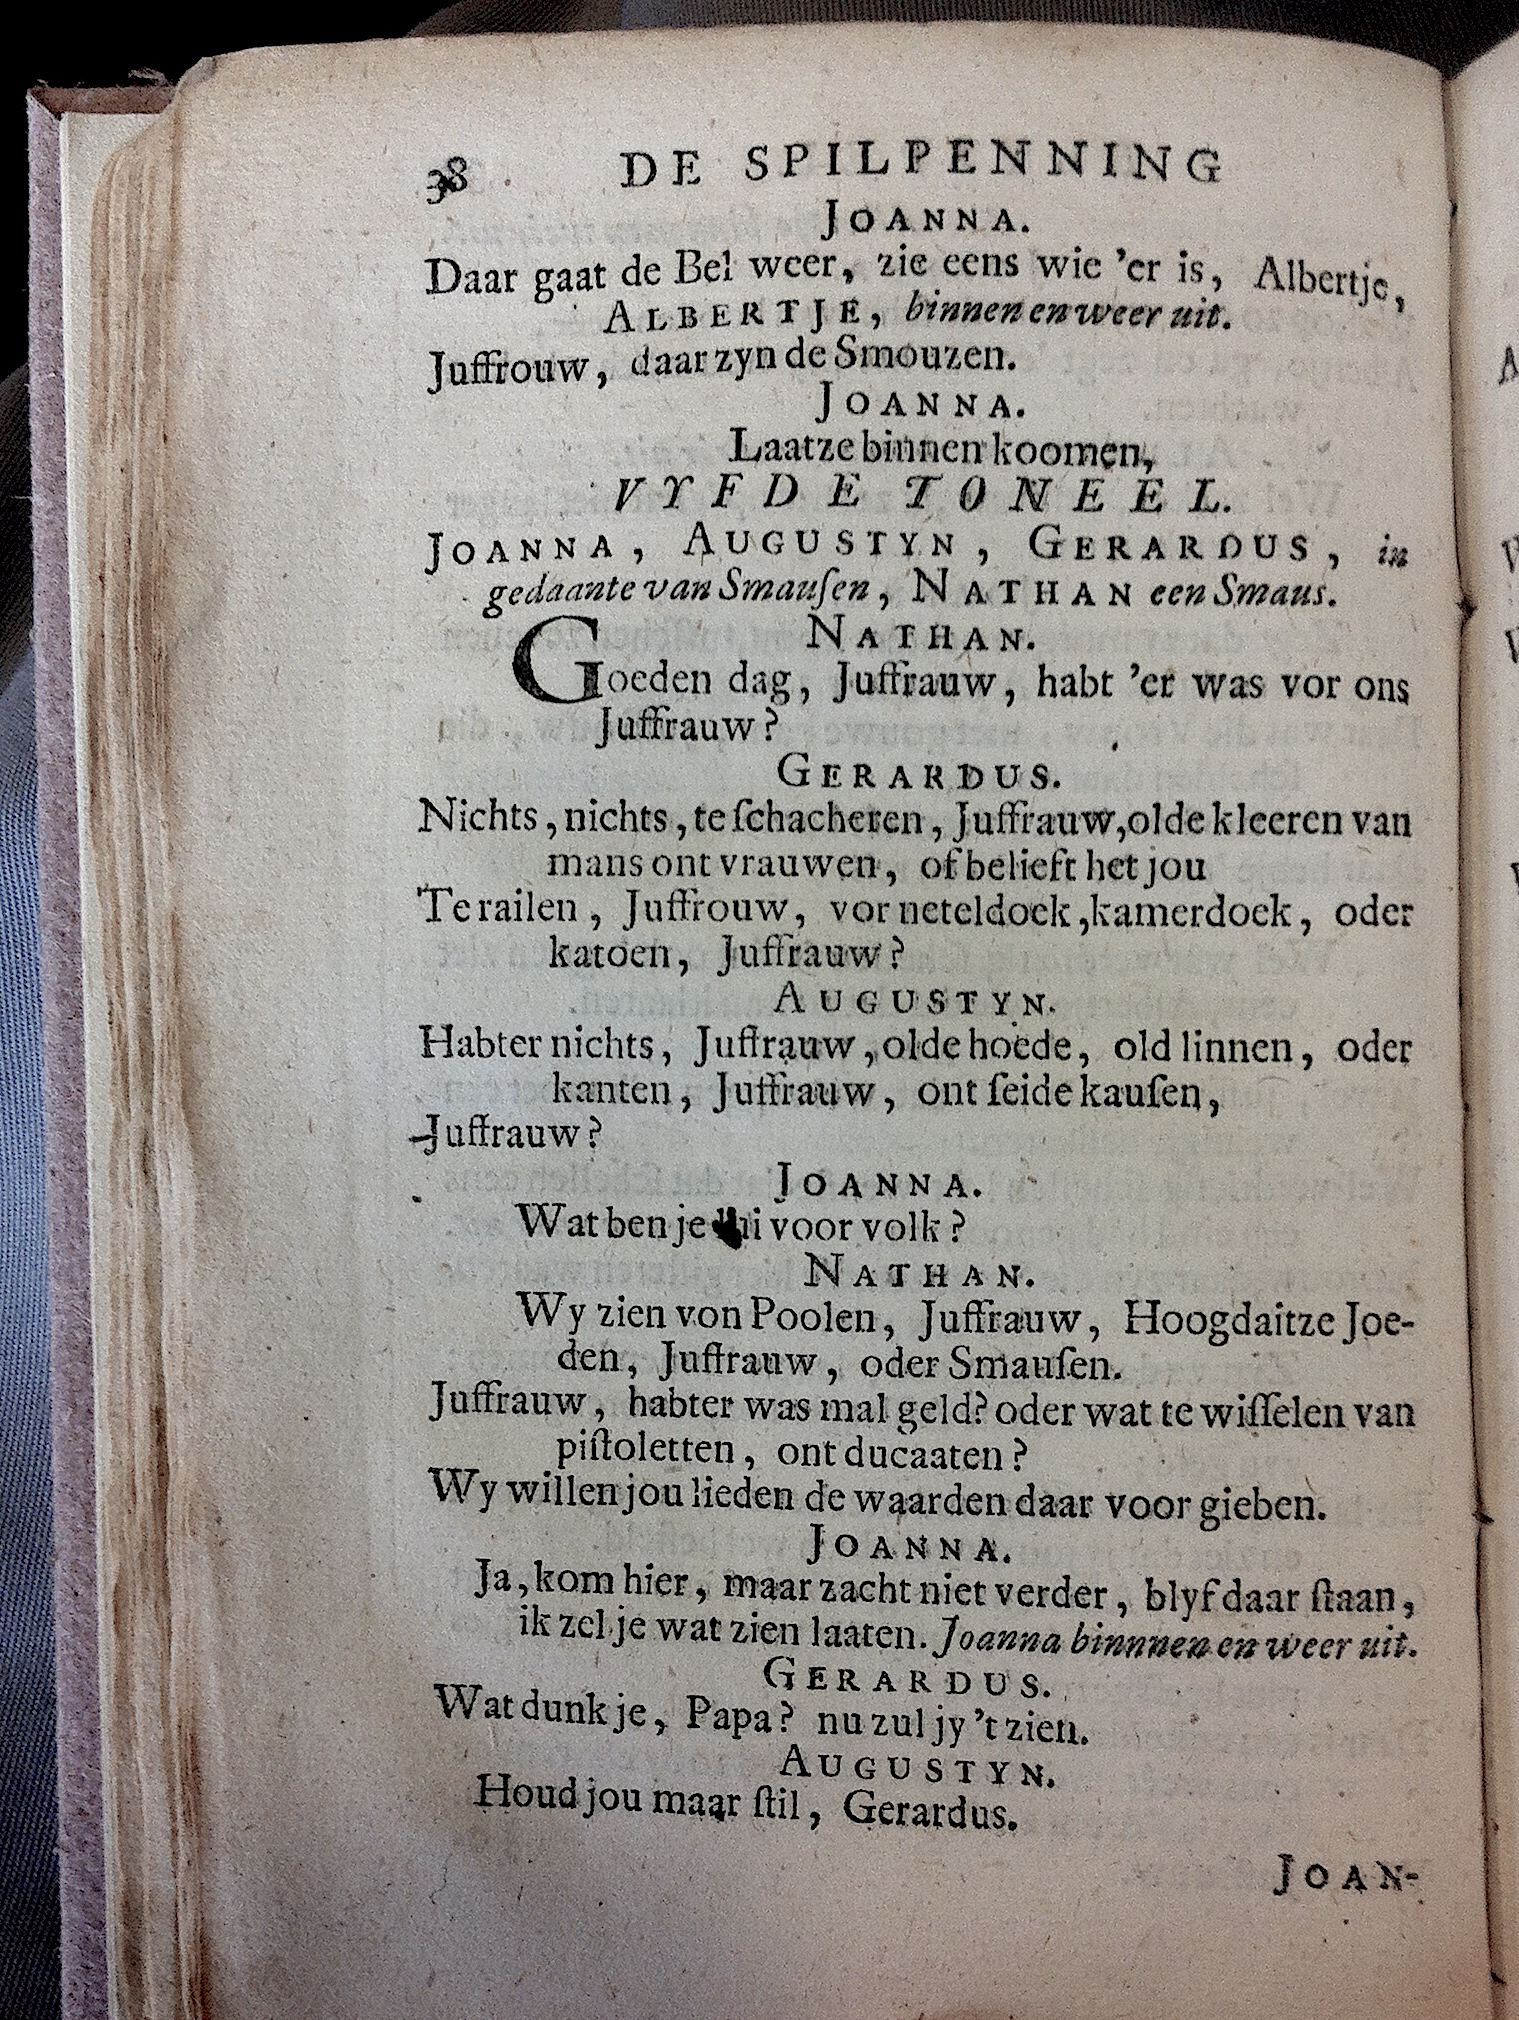 38 DE SPILPENNING
JOANNA.
Daar gaat de Bel weer, zie eens wie 'er is, Albertje,
ALBERTJE, binnen en weer uit.
Juffrouw, daar zyn de Smouzen.
JOANNA.
Laatze binnen koomen,
VYFDE TONEEL.
JOANNA, AUGUSTYN, GERARDUS, in
gedaante van Smauſen, NATHAN een Smaus.
NATHAN.
Goeden dag, Juffrauw, habt 'er was vor ons
Juffrauw?
GERARDUS.
Nichts, nichts, te ſchacheren, Juffrauw, olde kleeren van
mans ont vrauwen, of belieft het jou
Te railen, Juffrouw, vor neteldoek, kamerdoek, oder
katoen, Juffrauw?
AUGUSTYN.
Habter nichts, Juffrauw, olde hoede, old linnen, oder
kanten, Juffrauw, ont ſeide kauſen,
Juffrauw?
JOANNA.
Wat ben je lui voor volk?
NATHAN.
Wy zien von Poolen, Juffrauw, Hoogdaitze Joe-
den, Juffrauw, oder Smauſen.
Juffrauw, habter was mal geld? oder wat te wiſſelen van
piſtoletten, ont ducaaten?
Wy willen jou lieden de waarden daar voor gieben.
JOANNA.
Ja, kom hier, maar zacht niet verder, blyf daar ſtaan,
ik zel je wat zien laaten. Joanna binnnen en weer uit.
GERARDUS.
Wat dunk je, Papa? nu zul jy 't zien.
AUGUSTYN.
Houd jou maar ſtil, Gerardus.
JOAN-